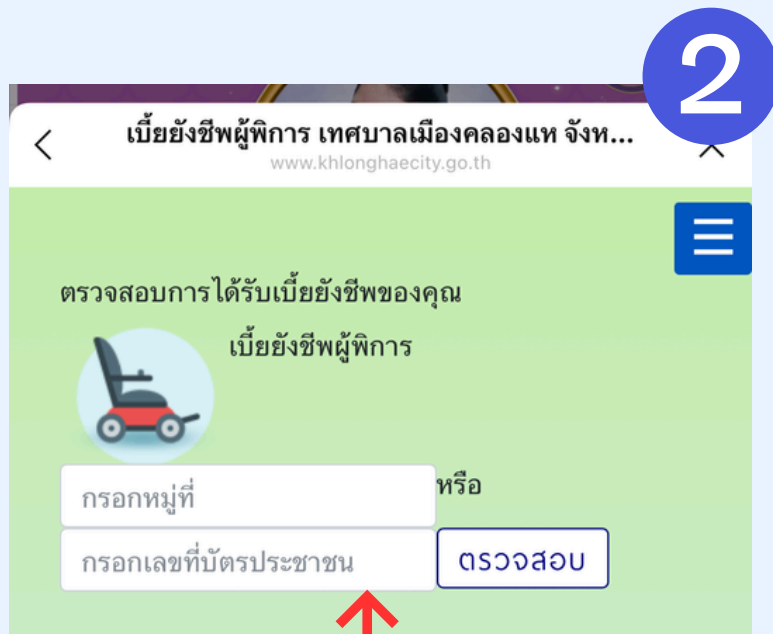 2
เบี้ยยังชีพผู้พิการ เทศบาลเมืองคลองแห จังห...
www.khlonghaecity.go.th
ตรวจสอบการได้รับเบี้ยยังชีพของคุณ
เบี้ยยังชีพผู้พิการ
กรอกหมู่ที่ หรือ
กรอกเลขที่บัตรประชาชน ตรวจสอบ